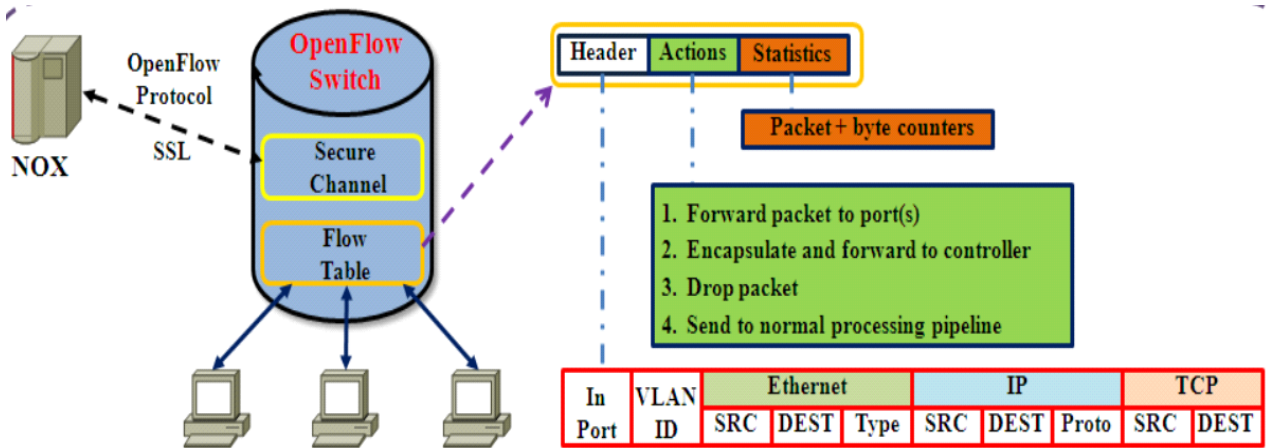 OpenFlow
Switch
OpenFlow
Protocol
SSL
NOX
Secure
Channel
Flow
Table
Header Actions Statistics
Packet + byte counters
1. Forward packet to port(s)
2. Encapsulate and forward to controller
3. Drop packet
4. Send to normal processing pipeline
In
Port
VLAN
ID
Ethernet IP TCP
SRC DEST Type SRC DEST Proto SRC DEST